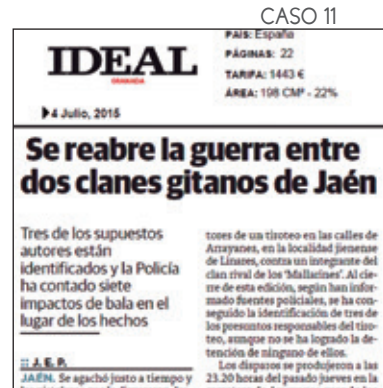 CASO 11
IDEAL
GRANADA
PAÍS: España
PÁGINAS: 22
TARIFA: 1443 €
ÁREA: 198 CM² - 22%
4 Julio, 2015
Se reabre la guerra entre
dos clanes gitanos de Jaén
Tres de los supuestos
autores están
identificados y la Policía
ha contado siete
impactos de bala en el
lugar de los hechos
:: J. E. P.
JAÉN. Se agachó justo a tiempo y
tores de un tiroteo en las calles de
Arrayanes, en la localidad jienense
de Linares, contra un integrante del
clan rival de los ‘Mallarines’. Al cie-
rre de esta edición, según han infor-
mado fuentes policiales, se ha con-
seguido la identificación de tres de
los presuntos responsables del tiro-
teo, aunque no se ha logrado la de-
tención de ninguno de ellos.
Los disparos se produjeron a las
23.20 horas del pasado jueves en la